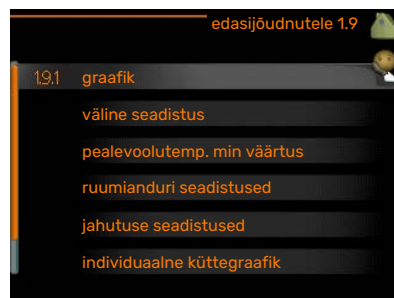 edasijõudnutele 1.9
1.9.1 graafik
väline seadistus
pealevoolutemp. min väärtus
ruumianduri seadistused
jahutuse seadistused
individuaalne küttegraafik